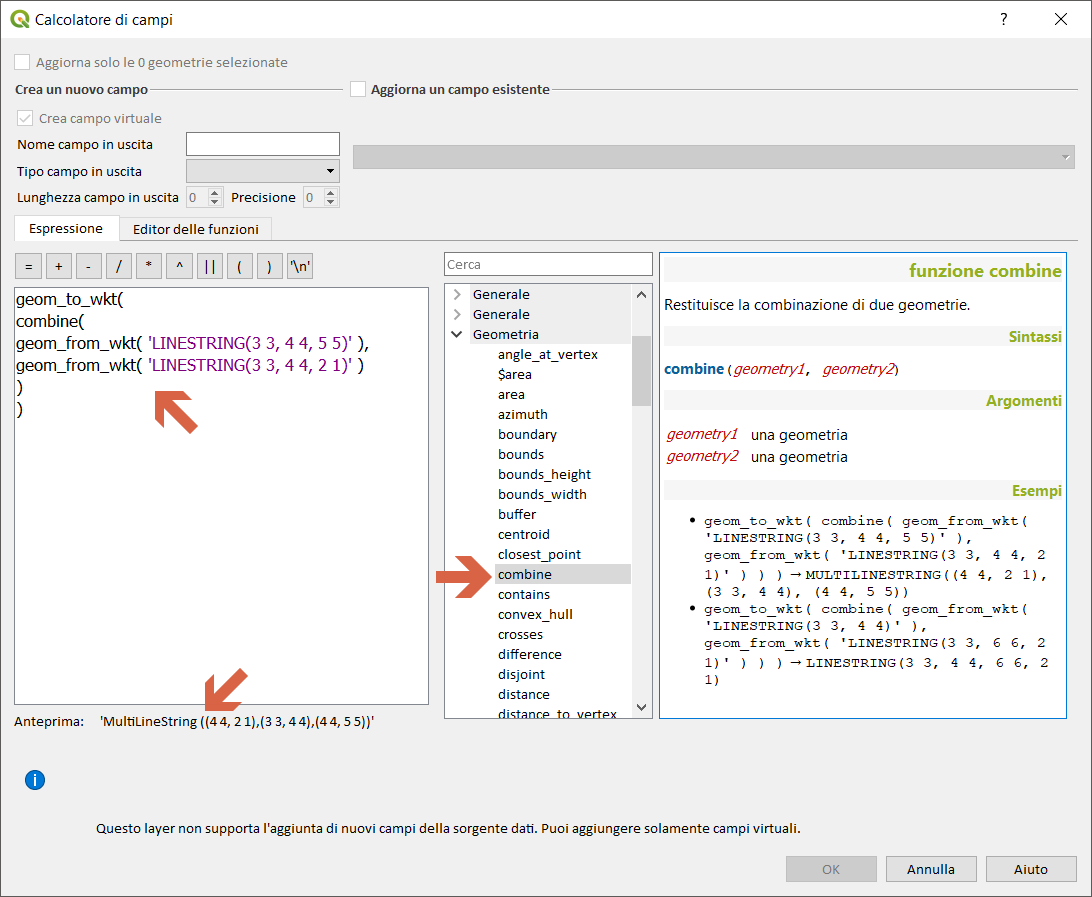 Calcolatore di campi
?
Aggiorna solo le 0 geometrie selezionate
Crea un nuovo campo
Aggiorna un campo esistente
Crea campo virtuale
Nome campo in uscita
Tipo campo in uscita
Lunghezza campo in uscita 0 Precisione 0
Espressione
Editor delle funzioni
= + - / * ^ || ( ) '\n'
geom_to_wkt(
combine(
geom_from_wkt( 'LINESTRING(3 3, 4 4, 5 5)' ),
geom_from_wkt( 'LINESTRING(3 3, 4 4, 2 1)' )
)
)
Anteprima: 'MultiLineString ((4 4, 2 1),(3 3, 4 4),(4 4, 5 5))'
Cerca
Generale
Generale
Geometria
angle_at_vertex
$area
area
azimuth
boundary
bounds
bounds_height
bounds_width
buffer
centroid
closest_point
combine
contains
convex_hull
crosses
difference
disjoint
distance
distance_to_vertex
funzione combine
Restituisce la combinazione di due geometrie.
Sintassi
combine(geometry1, geometry2)
Argomenti
geometry1 una geometria
geometry2 una geometria
Esempi
• geom_to_wkt( combine( geom_from_wkt(
'LINESTRING(3 3, 4 4, 5 5)' ),
geom_from_wkt( 'LINESTRING(3 3, 4 4, 2
1)' ) ) ) → MULTILINESTRING((4 4, 2 1),
(3 3, 4 4), (4 4, 5 5))
• geom_to_wkt( combine( geom_from_wkt(
'LINESTRING(3 3, 4 4)' ),
geom_from_wkt( 'LINESTRING(3 3, 6 6, 2
1)' ) ) ) → LINESTRING(3 3, 4 4, 6 6, 2
1)
i
Questo layer non supporta l'aggiunta di nuovi campi della sorgente dati. Puoi aggiungere solamente campi virtuali.
OK
Annulla
Aiuto